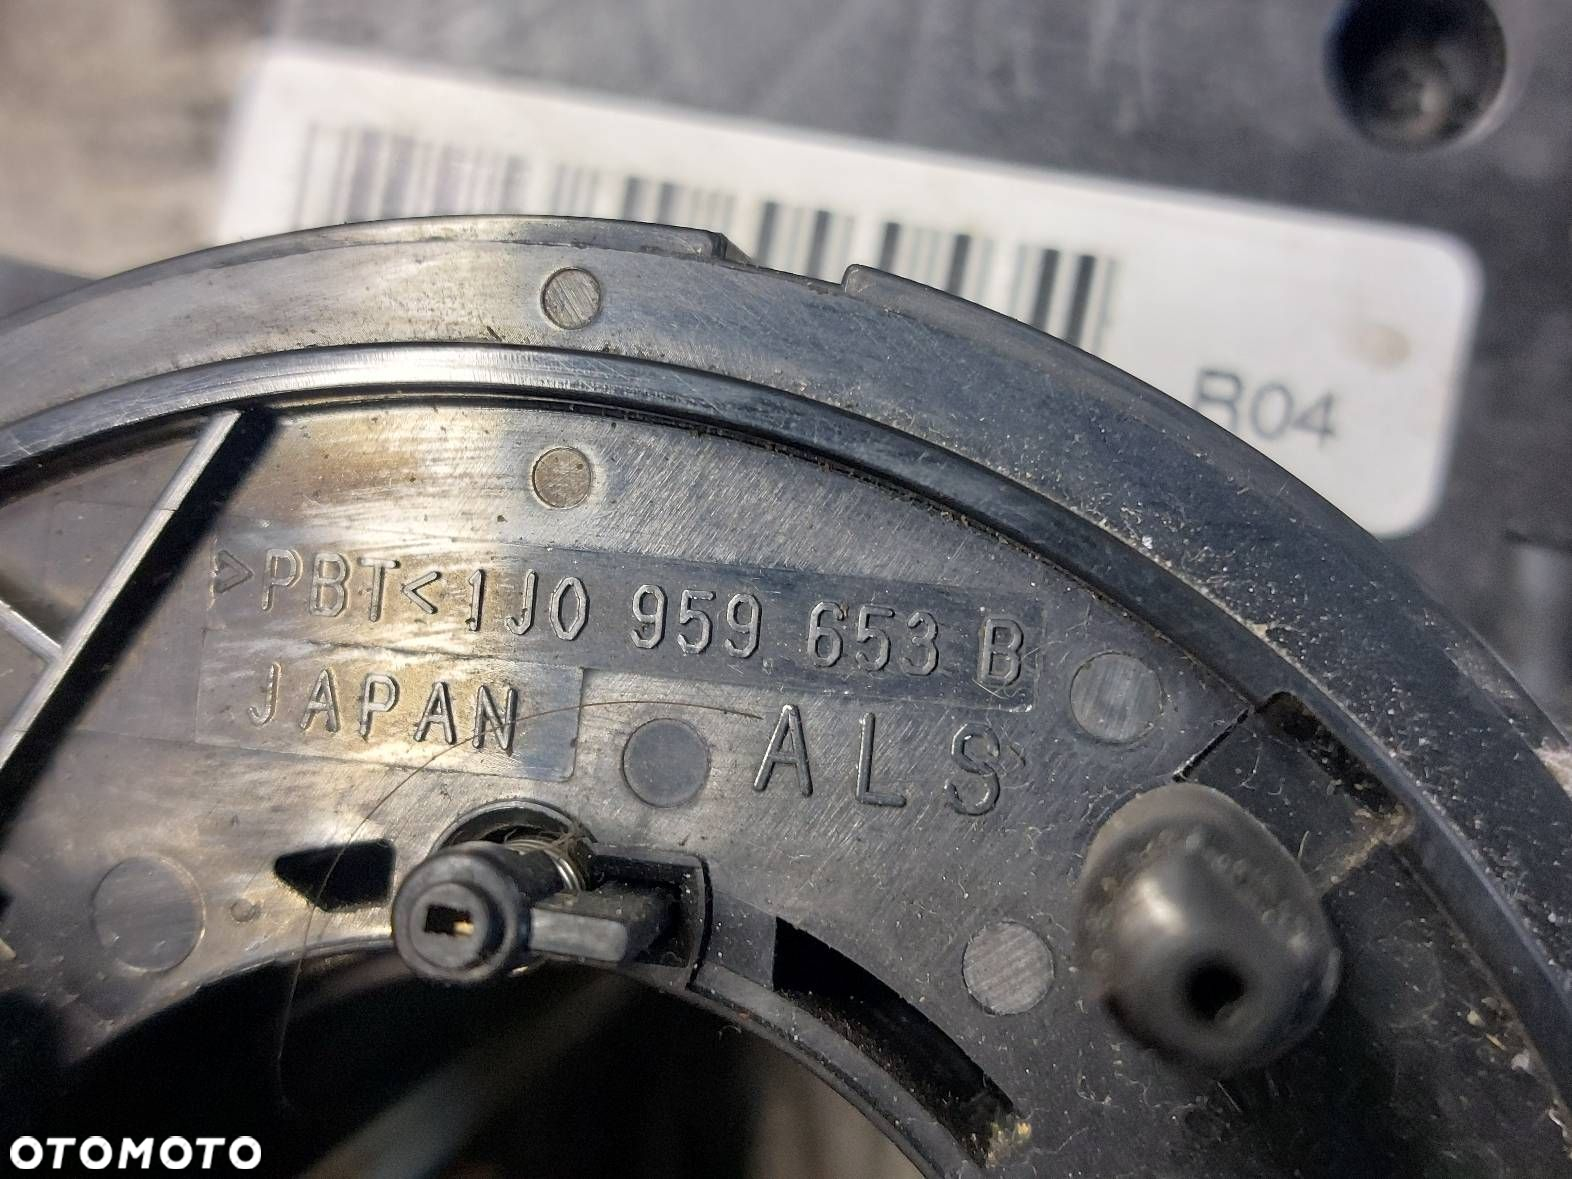 R04
>PBT< 1J0 959 653 B
JAPAN
ALS
OTOMOTO